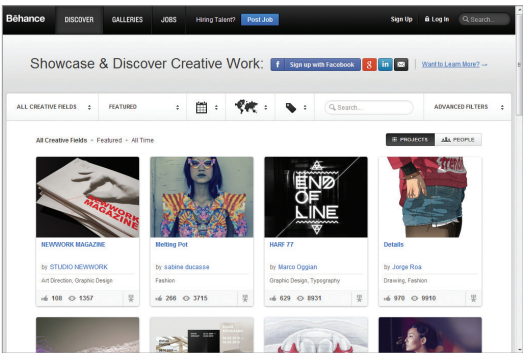 Bēhance DISCOVER GALLERIES JOBS Hiring Talent? Post Job Sign Up Log In Search...
Showcase & Discover Creative Work: f Sign up with Facebook g in Want to Learn More? →
ALL CREATIVE FIELDS FEATURED Search... ADVANCED FILTERS
All Creative Fields Featured All Time PROJECTS PEOPLE
NEWWORK
MAGAZINE
END
OF
LINE
NEWWORK MAGAZINE Melting Pot HARF 77 Details
by STUDIO NEWWORK by sabine ducasse by Marco Oggian by Jorge Roa
Art Direction, Graphic Design Fashion Graphic Design, Typography Drawing, Fashion
108 1357 266 3715 629 8931 970 9910